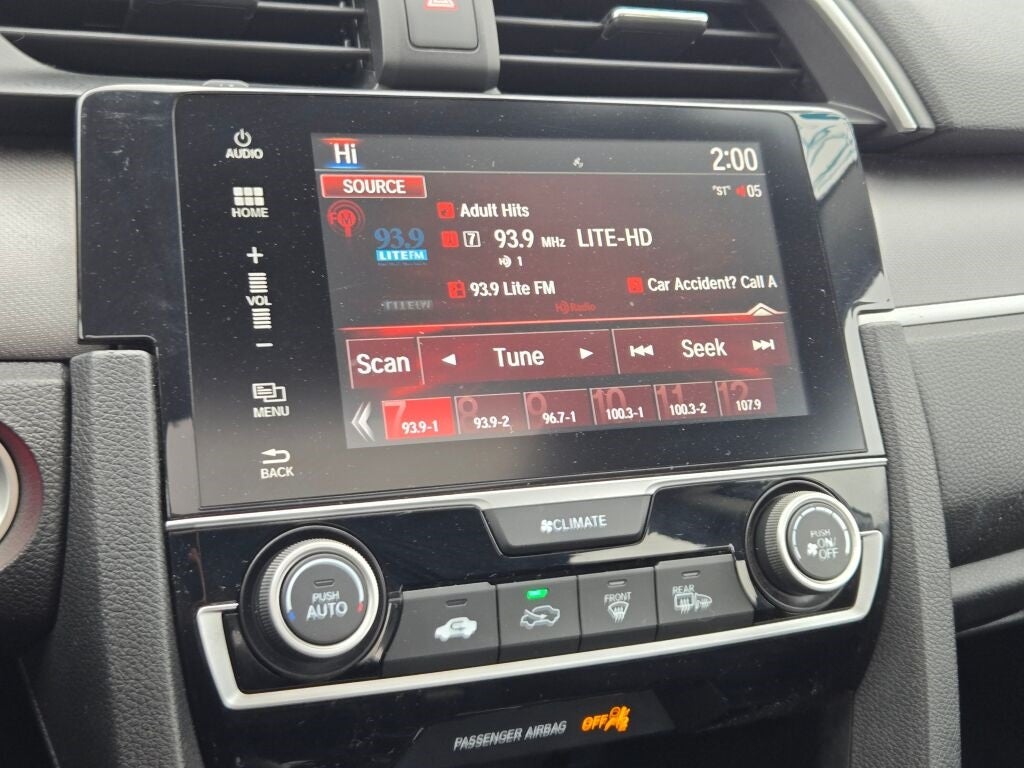 AUDIO
HOME
+
VOL
−
MENU
BACK
Hi
2:00
SOURCE
"ST" 05
FM
Adult Hits
93.9
LITEFM
7 93.9 MHz LITE-HD
1
93.9 Lite FM
Car Accident? Call A
HD Radio
Scan
Tune
Seek
7 93.9-1
8 93.9-2
9 96.7-1
10 100.3-1
11 100.3-2
12 107.9
CLIMATE
PUSH
AUTO
FRONT
REAR
PUSH
ON/
OFF
PASSENGER AIRBAG OFF